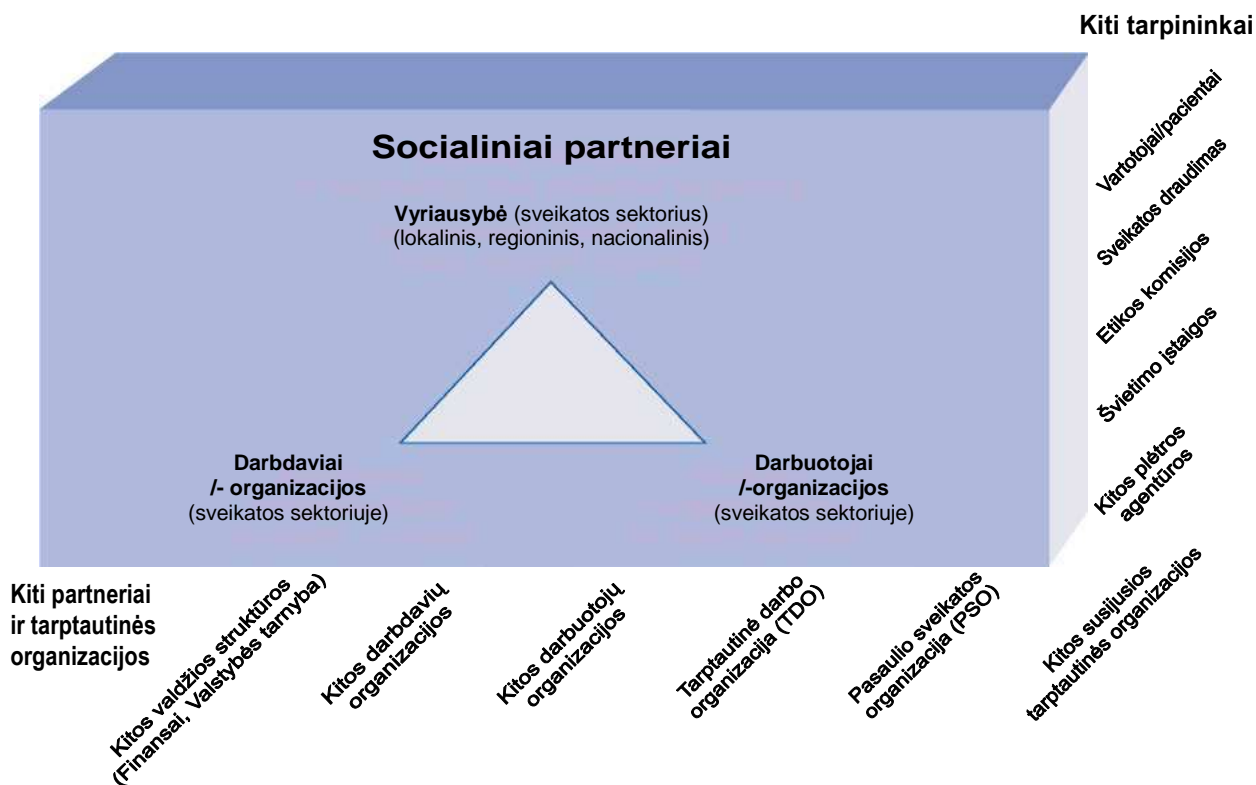 Kiti tarpininkai
Socialiniai partneriai
Vyriausybė (sveikatos sektorius)
(lokalinis, regioninis, nacionalinis)
Darbdaviai
/- organizacijos
(sveikatos sektoriuje)
Darbuotojai
/-organizacijos
(sveikatos sektoriuje)
Vartotojai/pacientai
Sveikatos draudimas
Etikos komisijos
Švietimo įstaigos
Kitos plėtros
agentūros
Kiti partneriai
ir tarptautinės
organizacijos
Kitos valdžios struktūros
(Finansai, Valstybės tarnyba)
Kitos darbdavių
organizacijos
Kitos darbuotojų
organizacijos
Tarptautinė darbo
organizacija (TDO)
Pasaulio sveikatos
organizacija (PSO)
Kitos susijusios
tarptautinės organizacijos